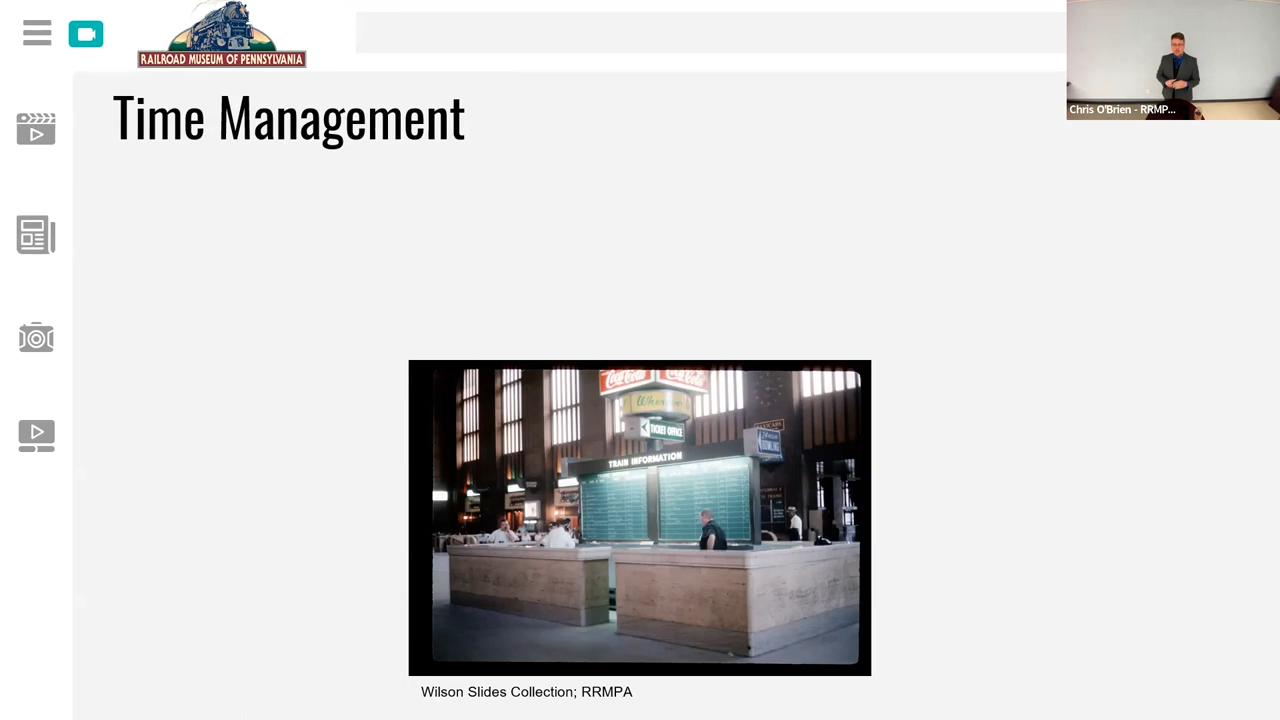 RAILROAD MUSEUM OF PENNSYLVANIA
Chris O'Brien - RRMP...
Time Management
Coca-Cola
Coca-Cola
TICKET OFFICE
BOWLING
TRAIN INFORMATION
Wilson Slides Collection; RRMPA